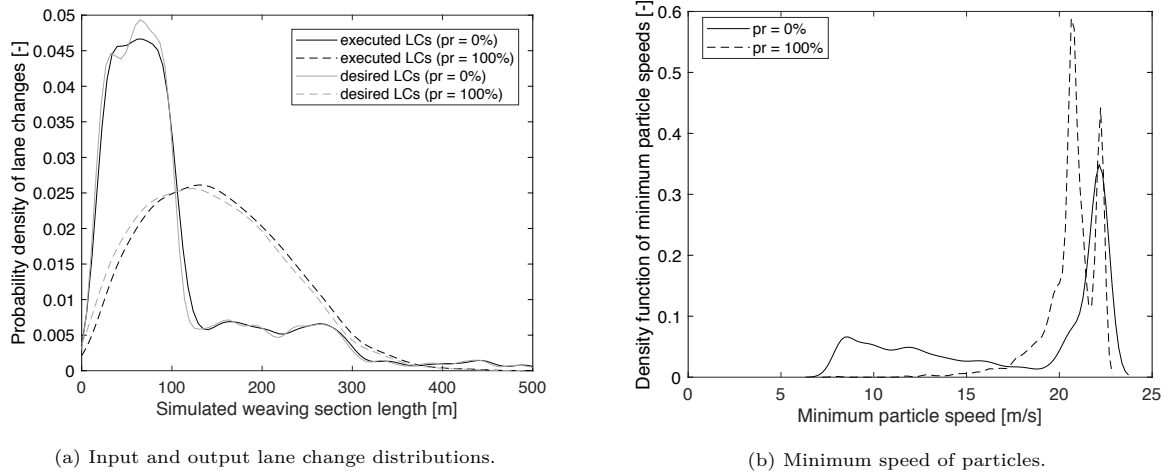 Probability density of lane changes [-]
0.05
0.045
0.04
0.035
0.03
0.025
0.02
0.015
0.01
0.005
0
0 100 200 300 400 500
Simulated weaving section length [m]
executed LCs (pr = 0%)
executed LCs (pr = 100%)
desired LCs (pr = 0%)
desired LCs (pr = 100%)
(a) Input and output lane change distributions.
Density function of minimum particle speeds [-]
0.6
0.5
0.4
0.3
0.2
0.1
0
0 5 10 15 20 25
Minimum particle speed [m/s]
pr = 0%
pr = 100%
(b) Minimum speed of particles.